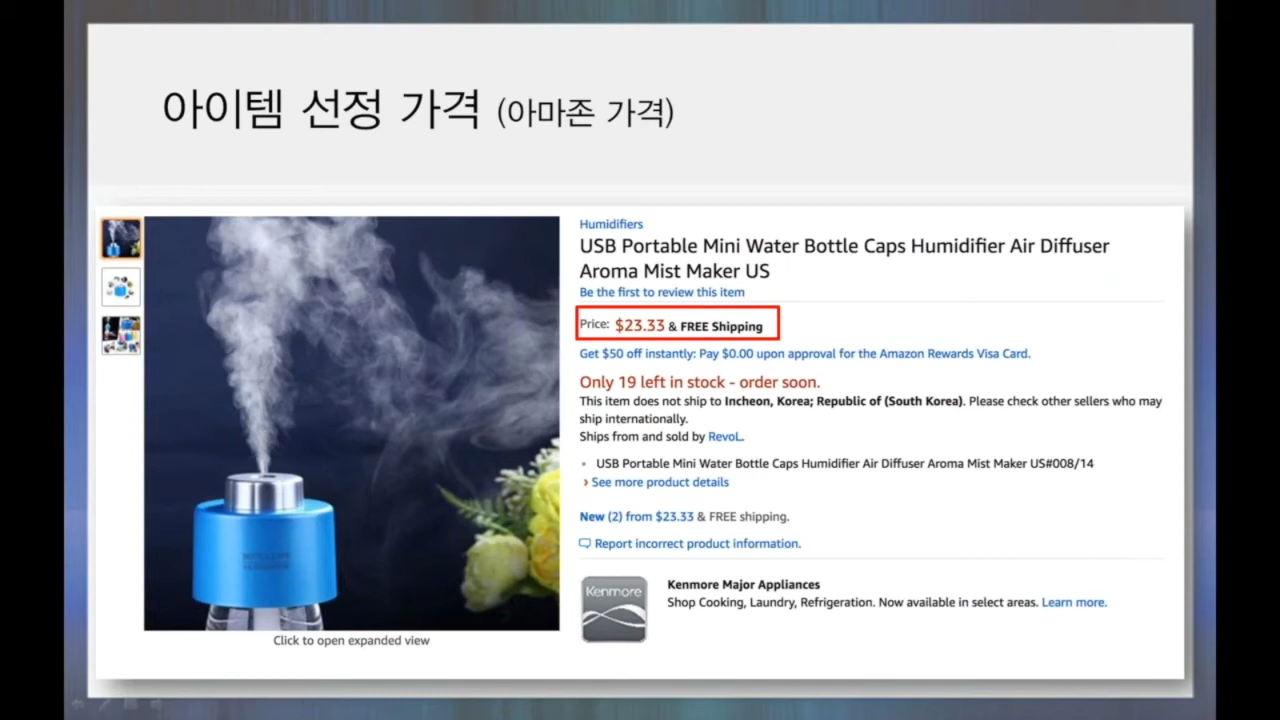 아이템 선정 가격 (아마존 가격)
Humidifiers
USB Portable Mini Water Bottle Caps Humidifier Air Diffuser
Aroma Mist Maker US
Be the first to review this item
Price: $23.33 & FREE Shipping
Get $50 off instantly: Pay $0.00 upon approval for the Amazon Rewards Visa Card.
Only 19 left in stock - order soon.
This item does not ship to Incheon, Korea; Republic of (South Korea). Please check other sellers who may
ship internationally.
Ships from and sold by RevoL.
USB Portable Mini Water Bottle Caps Humidifier Air Diffuser Aroma Mist Maker US#008/14
› See more product details
New (2) from $23.33 & FREE shipping.
Report incorrect product information.
Kenmore
Kenmore Major Appliances
Shop Cooking, Laundry, Refrigeration. Now available in select areas. Learn more.
Click to open expanded view